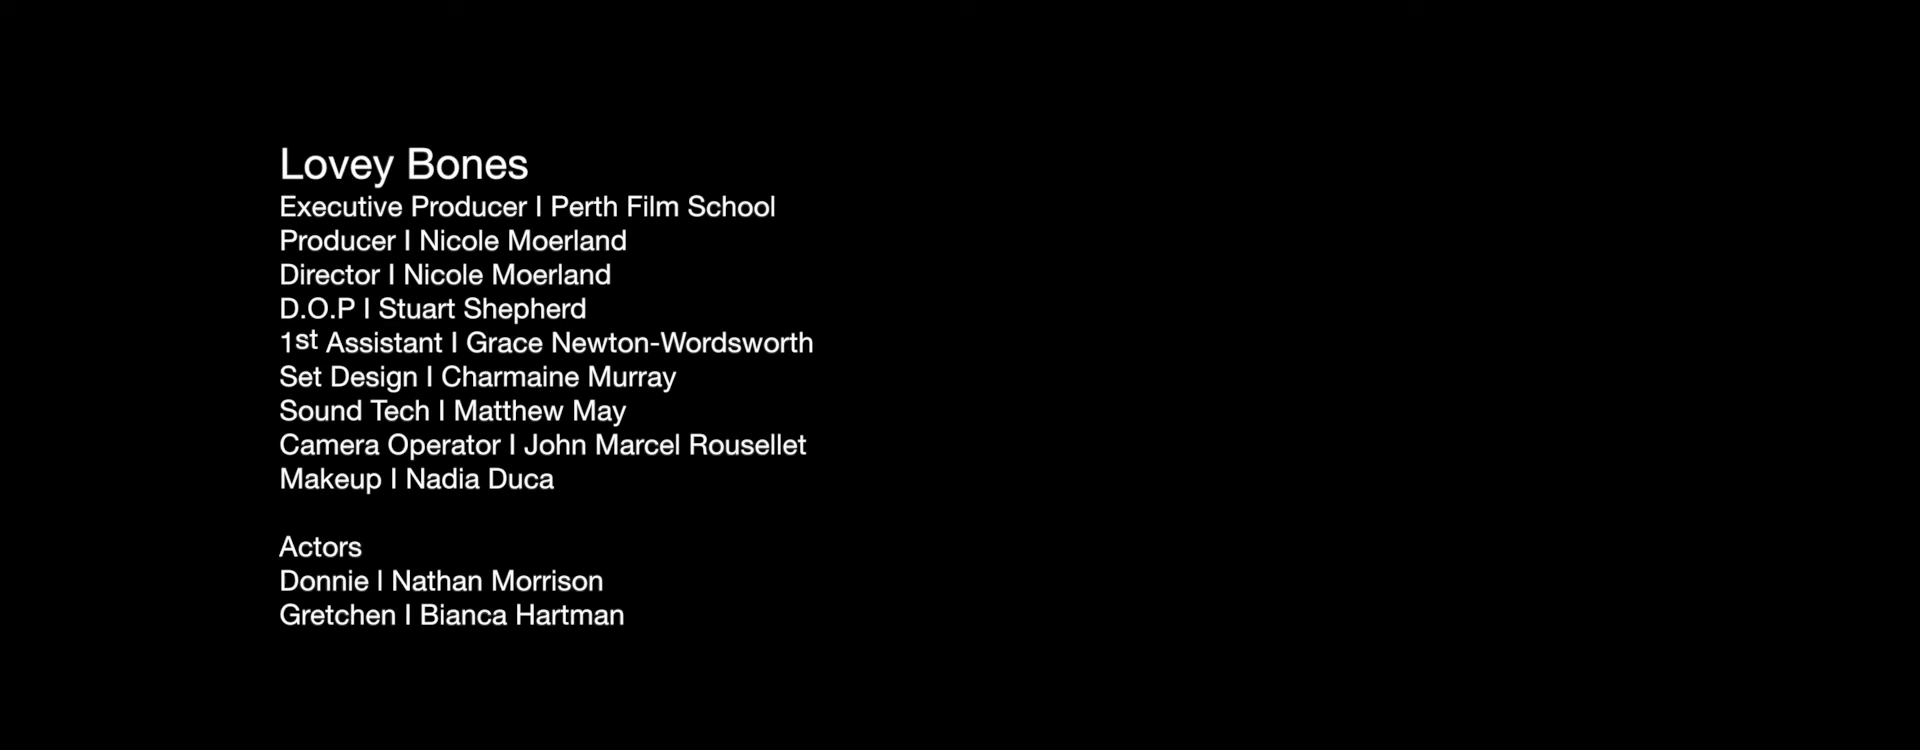 Lovey Bones
Executive Producer I Perth Film School
Producer I Nicole Moerland
Director I Nicole Moerland
D.O.P I Stuart Shepherd
1st Assistant I Grace Newton-Wordsworth
Set Design I Charmaine Murray
Sound Tech I Matthew May
Camera Operator I John Marcel Rousellet
Makeup I Nadia Duca
Actors
Donnie I Nathan Morrison
Gretchen I Bianca Hartman